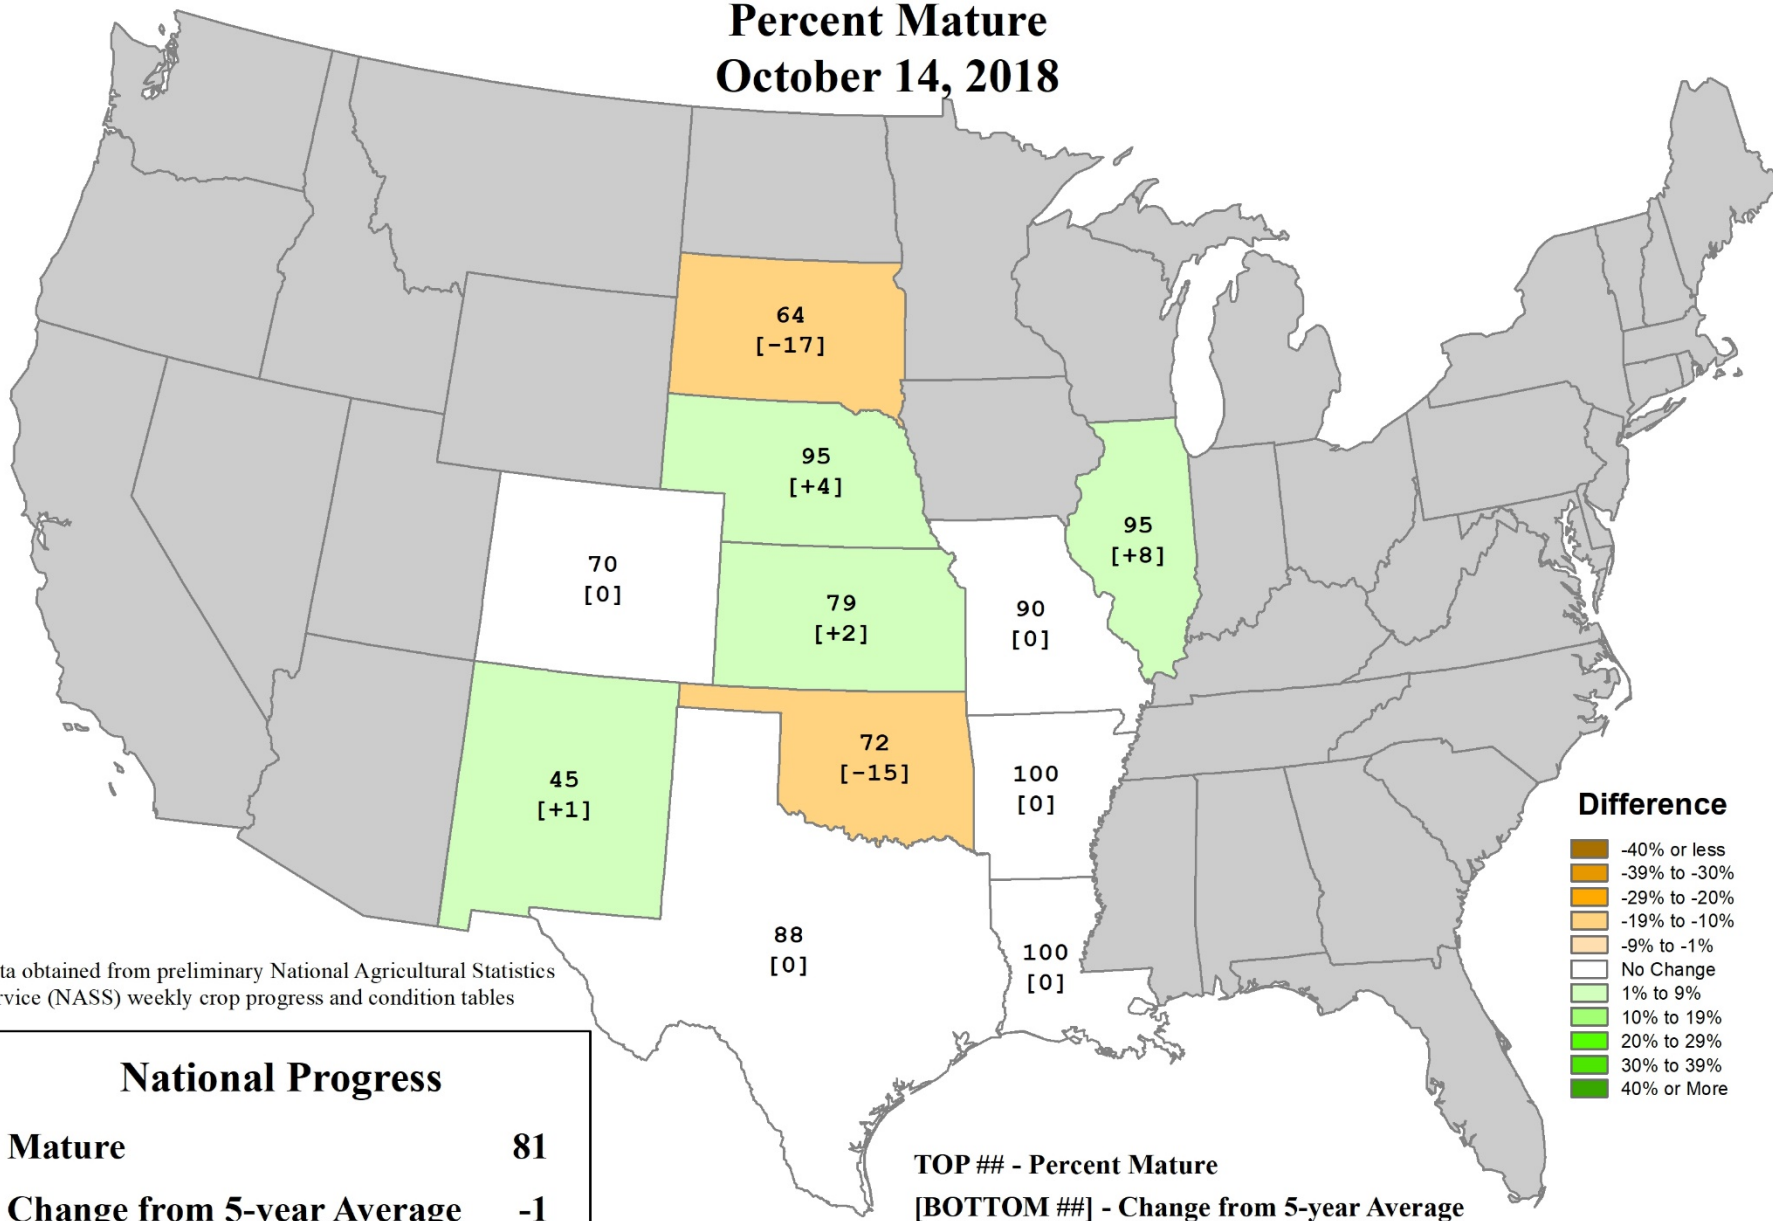 Percent Mature
October 14, 2018
64
[-17]
95
[+4]
95
[+8]
70
[0]
79
[+2]
90
[0]
72
[-15]
100
[0]
45
[+1]
88
[0]
100
[0]
Difference
-40% or less
-39% to -30%
-29% to -20%
-19% to -10%
-9% to -1%
No Change
1% to 9%
10% to 19%
20% to 29%
30% to 39%
40% or More
ta obtained from preliminary National Agricultural Statistics
rvice (NASS) weekly crop progress and condition tables
National Progress
Mature 81
Change from 5-year Average -1
TOP ## - Percent Mature
[BOTTOM ##] - Change from 5-year Average